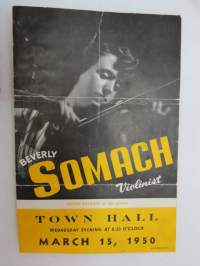 BEVERLY
SOMACH
Violinist
TOWN HALL
WEDNESDAY EVENING AT 8:30 O'CLOCK
MARCH 15, 1950